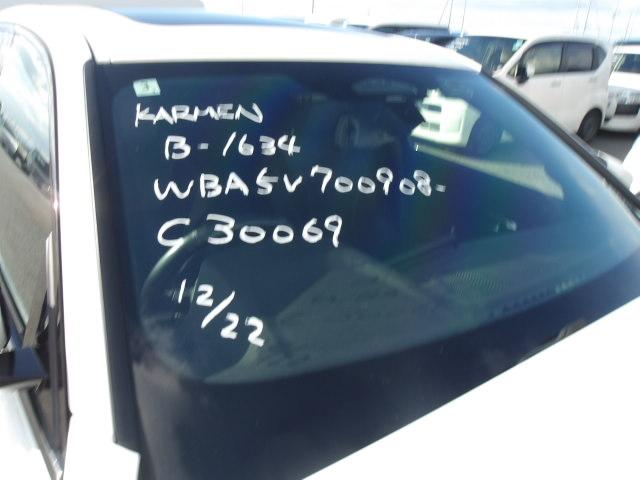 KARMEN
B-1634
WBA5V700908-
C30069
12/22